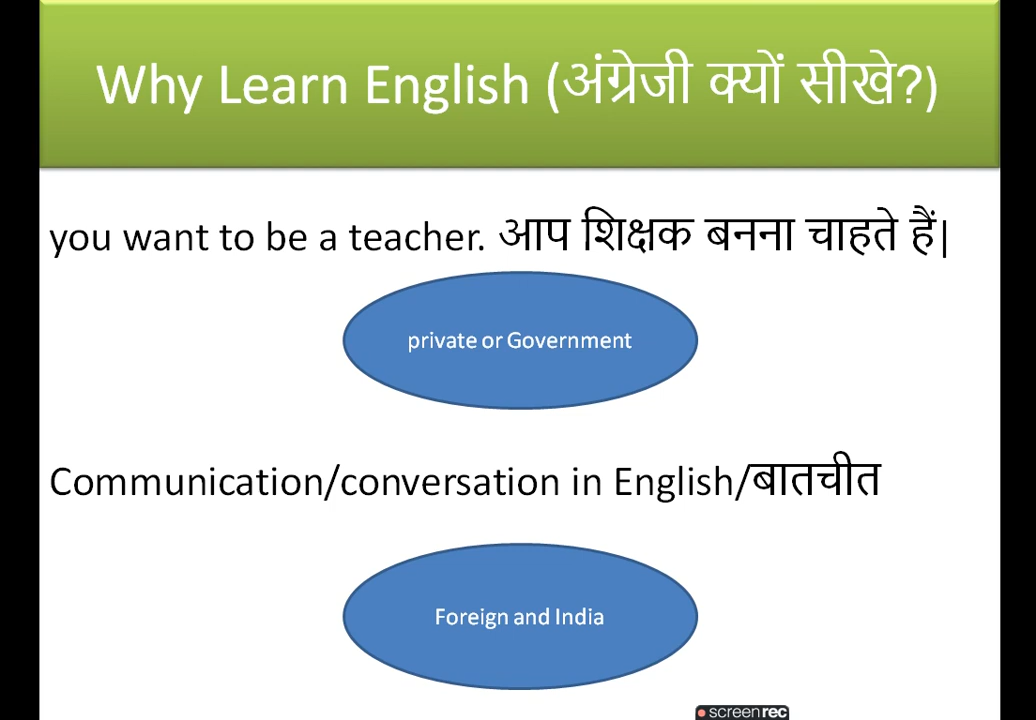 Why Learn English (अंग्रेजी क्यों सीखे?)
you want to be a teacher. आप शिक्षक बनना चाहते हैं|
private or Government
Communication/conversation in English/बातचीत
Foreign and India
screenrec